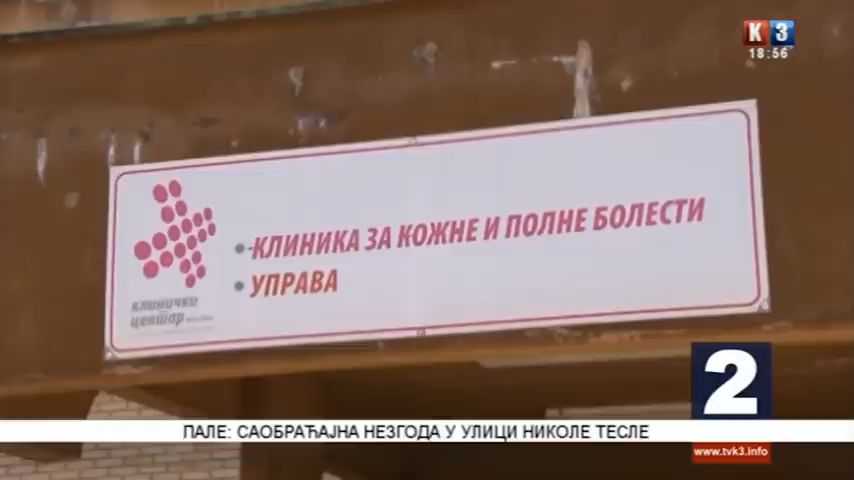 К3
18:56
-КЛИНИКА ЗА КОЖНЕ И ПОЛНЕ БОЛЕСТИ
УПРАВА
клинички
центар
2
ПАЛЕ: САОБРАЋАЈНА НЕЗГОДА У УЛИЦИ НИКОЛЕ ТЕСЛЕ
www.tvk3.info